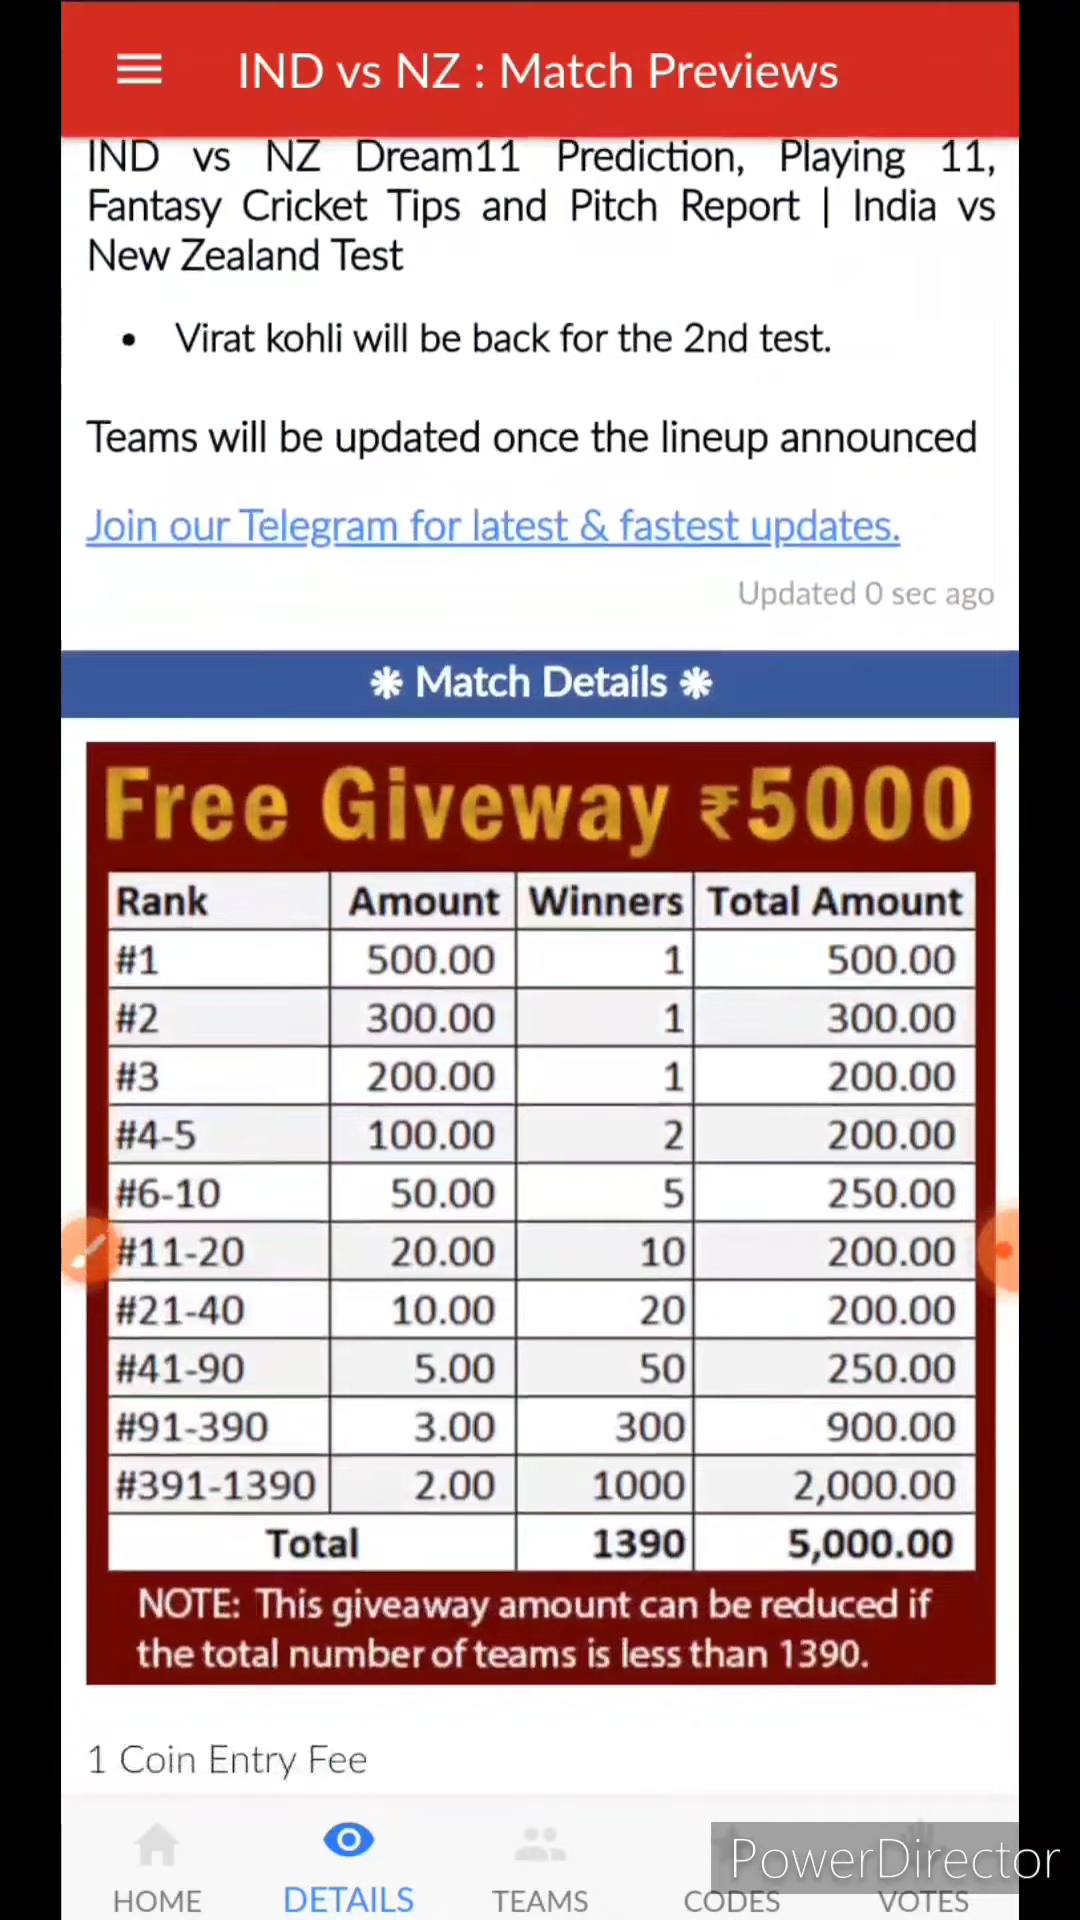 IND vs NZ : Match Previews
IND vs NZ Dream11 Prediction, Playing 11,
Fantasy Cricket Tips and Pitch Report | India vs
New Zealand Test
• Virat kohli will be back for the 2nd test.
Teams will be updated once the lineup announced
Join our Telegram for latest & fastest updates.
Updated 0 sec ago
✻ Match Details ✻
Free Giveway ₹5000
Rank Amount Winners Total Amount
#1 500.00 1 500.00
#2 300.00 1 300.00
#3 200.00 1 200.00
#4-5 100.00 2 200.00
#6-10 50.00 5 250.00
#11-20 20.00 10 200.00
#21-40 10.00 20 200.00
#41-90 5.00 50 250.00
#91-390 3.00 300 900.00
#391-1390 2.00 1000 2,000.00
Total 1390 5,000.00
NOTE: This giveaway amount can be reduced if
the total number of teams is less than 1390.
1 Coin Entry Fee
PowerDirector
HOME DETAILS TEAMS CODES VOTES